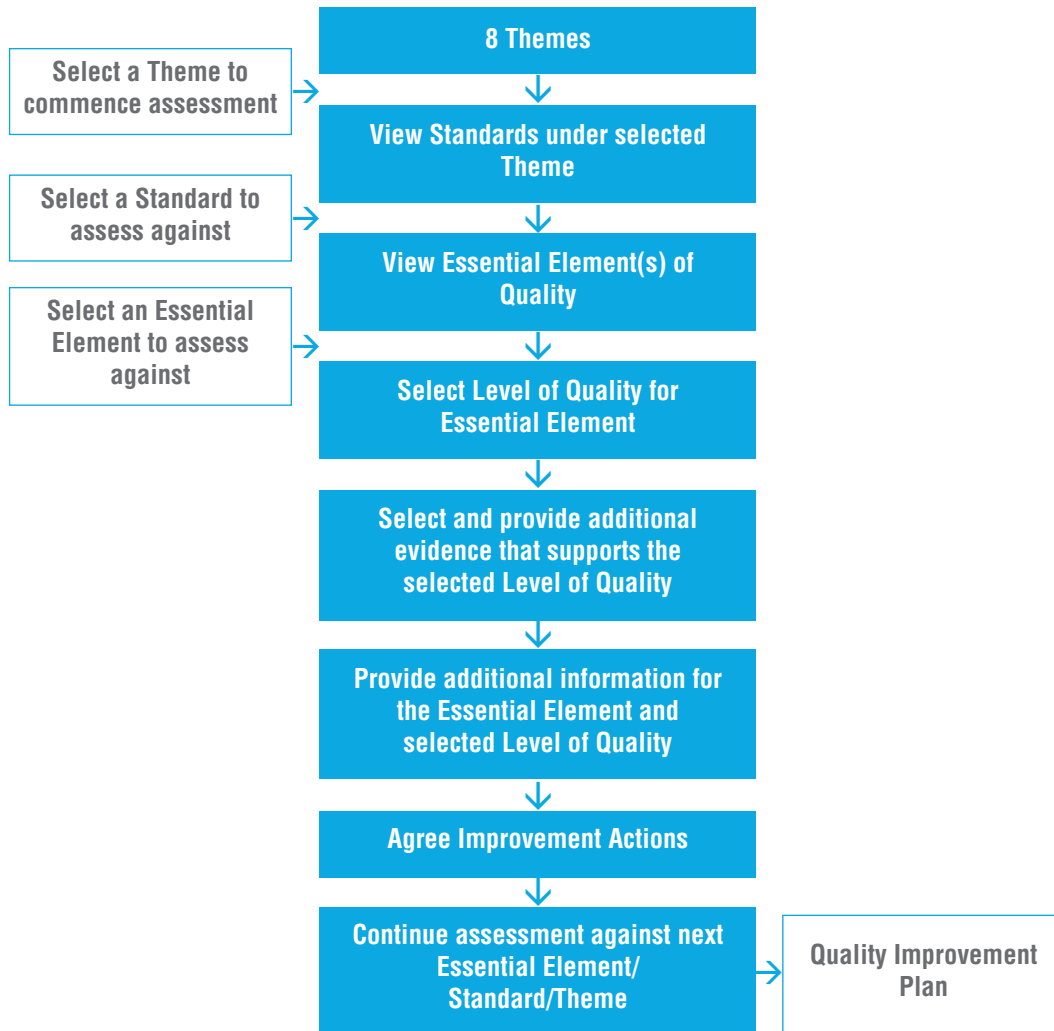 8 Themes
Select a Theme to
commence assessment
View Standards under selected
Theme
Select a Standard to
assess against
View Essential Element(s) of
Quality
Select an Essential
Element to assess
against
Select Level of Quality for
Essential Element
Select and provide additional
evidence that supports the
selected Level of Quality
Provide additional information for
the Essential Element and
selected Level of Quality
Agree Improvement Actions
Continue assessment against next
Essential Element/
Standard/Theme
Quality Improvement
Plan